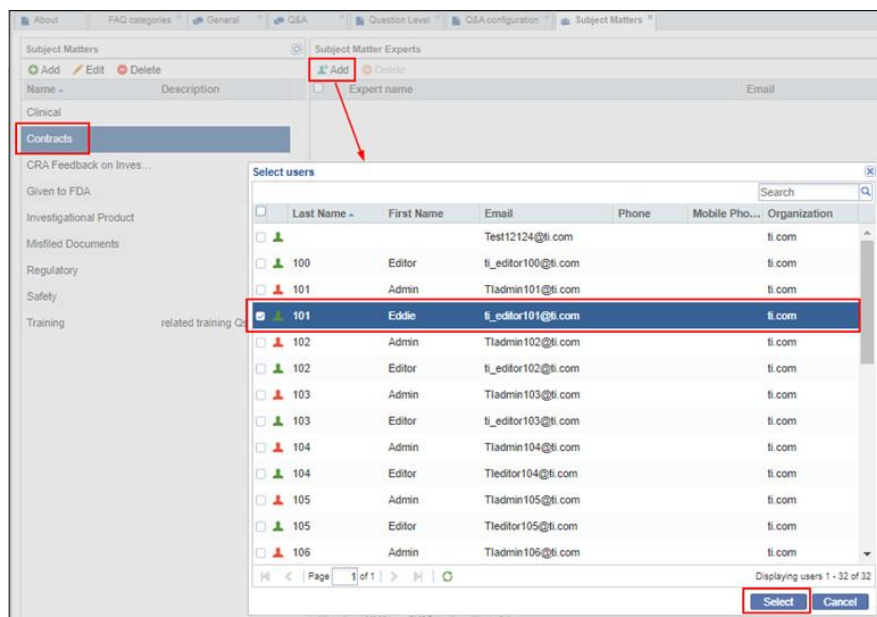 About FAQ categories General Q&A Question Level Q&A configuration Subject Matters
Subject Matters Subject Matter Experts
Add Edit Delete Add Delete
Name Description Expert name Email
Clinical
Contracts
CRA Feedback on Inves...
Given to FDA
Investigational Product
Misfiled Documents
Regulatory
Safety
Training related training Qs
Select users
Search
Last Name First Name Email Phone Mobile Pho... Organization
Test12124@ti.com ti.com
100 Editor ti_editor100@ti.com ti.com
101 Admin TIadmin101@ti.com ti.com
101 Eddie ti_editor101@ti.com ti.com
102 Admin TIadmin102@ti.com ti.com
102 Editor ti_editor102@ti.com ti.com
103 Admin TIadmin103@ti.com ti.com
103 Editor ti_editor103@ti.com ti.com
104 Admin TIadmin104@ti.com ti.com
104 Editor TIeditor104@ti.com ti.com
105 Admin TIadmin105@ti.com ti.com
105 Editor TIeditor105@ti.com ti.com
106 Admin TIadmin106@ti.com ti.com
Page 1 of 1 Displaying users 1 - 32 of 32
Select Cancel